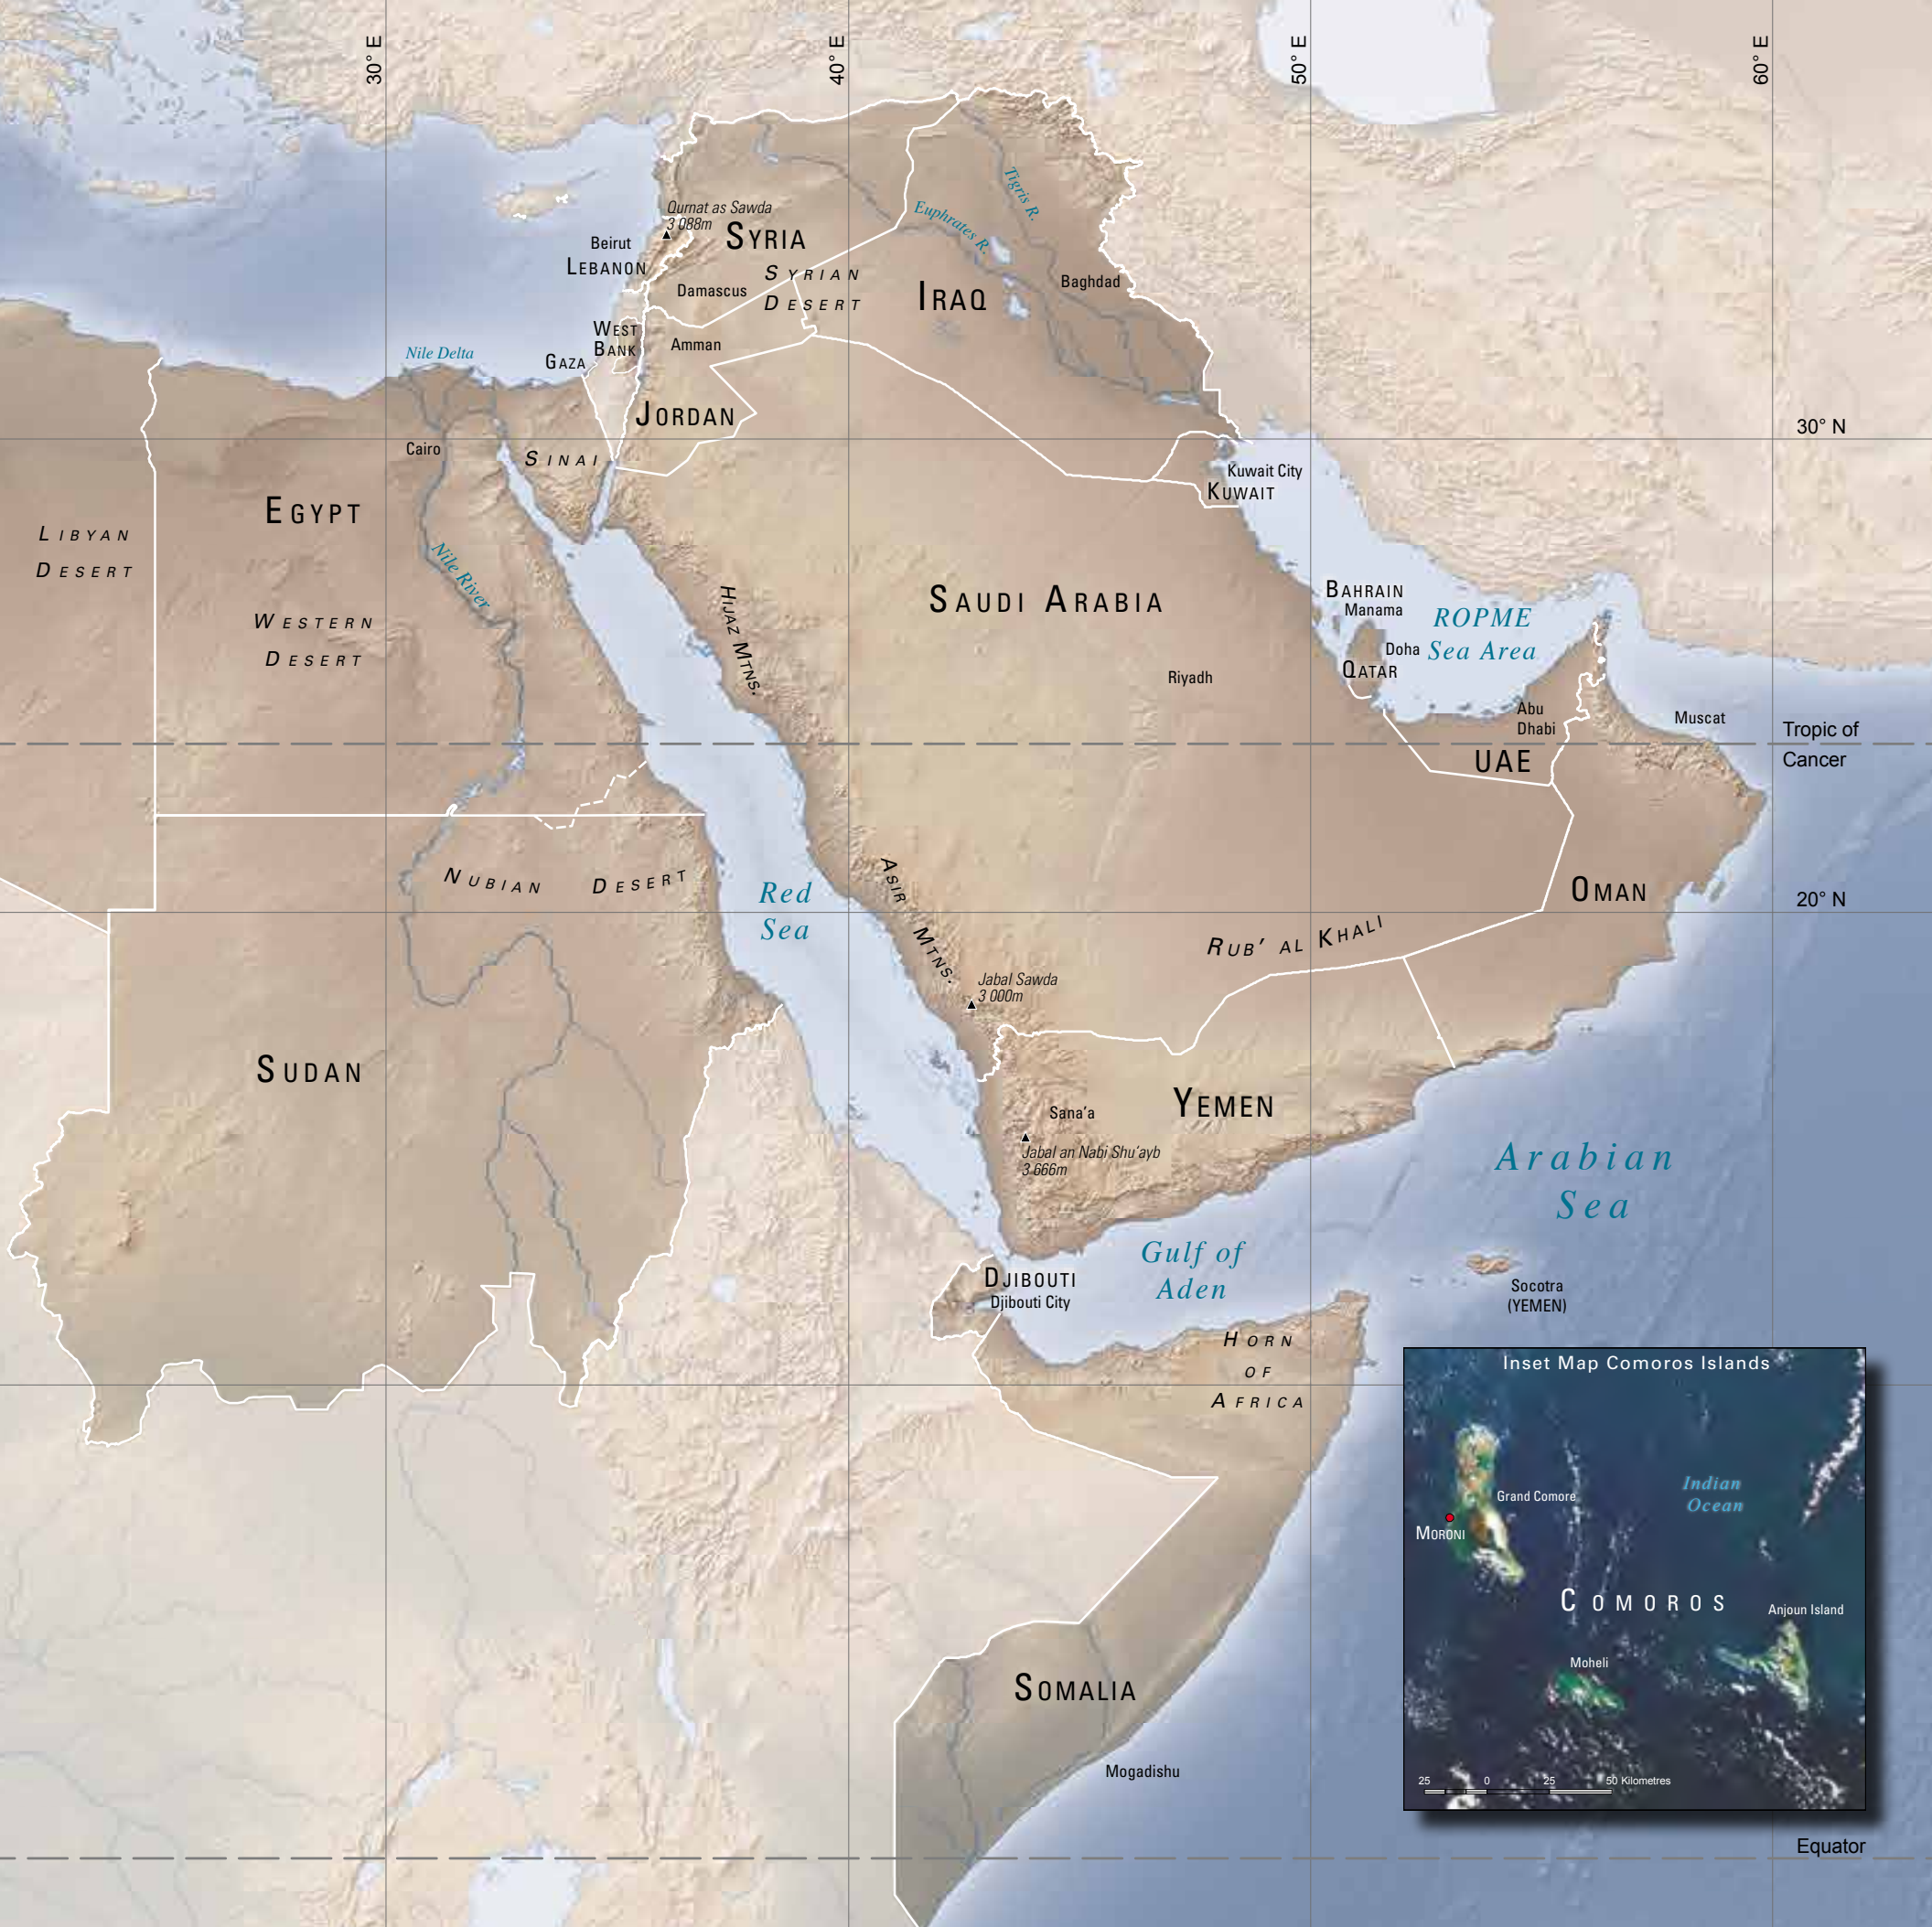 30° E
40° E
50° E
60° E
Tigris R.
Euphrates R.
Qurnat as Sawda
3 088m
SYRIA
Beirut
LEBANON
SYRIAN
DESERT
Damascus
IRAQ
Baghdad
WEST
BANK
Amman
GAZA
Nile Delta
JORDAN
30° N
Cairo
SINAI
Kuwait City
KUWAIT
EGYPT
LIBYAN
DESERT
Nile River
WESTERN
DESERT
HIJAZ MTNS.
SAUDI ARABIA
BAHRAIN
Manama
ROPME
Sea Area
Doha
QATAR
Riyadh
Abu
Dhabi
Muscat
Tropic of
Cancer
UAE
NUBIAN DESERT
Red
Sea
ASIR MTNS.
OMAN
20° N
RUB' AL KHALI
Jabal Sawda
3 000m
SUDAN
Sana'a
YEMEN
Jabal an Nabi Shu'ayb
3 666m
Arabian
Sea
Gulf of
Aden
DJIBOUTI
Djibouti City
Socotra
(YEMEN)
HORN
OF
AFRICA
Inset Map Comoros Islands
Indian
Ocean
Grand Comore
MORONI
COMOROS
Anjoun Island
Moheli
25 0 25 50 Kilometres
SOMALIA
Mogadishu
Equator